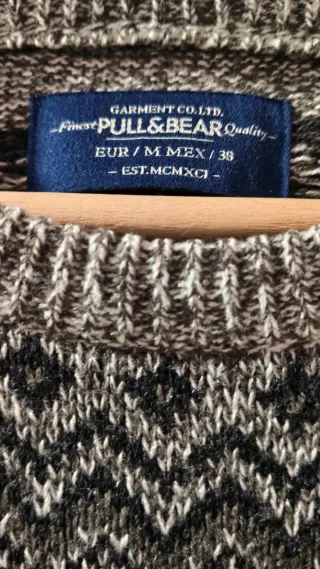 GARMENT CO.LTD.
Finest PULL&BEAR Quality
EUR / M MEX / 38
- EST.MCMXCI -